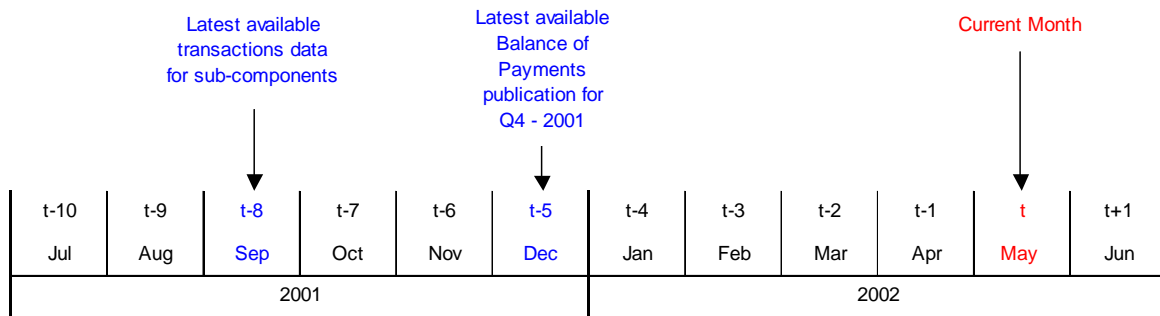 Latest available
transactions data
for sub-components
Latest available
Balance of
Payments
publication for
Q4 - 2001
Current Month
t-10 t-9 t-8 t-7 t-6 t-5 t-4 t-3 t-2 t-1 t t+1
Jul Aug Sep Oct Nov Dec Jan Feb Mar Apr May Jun
2001 2002